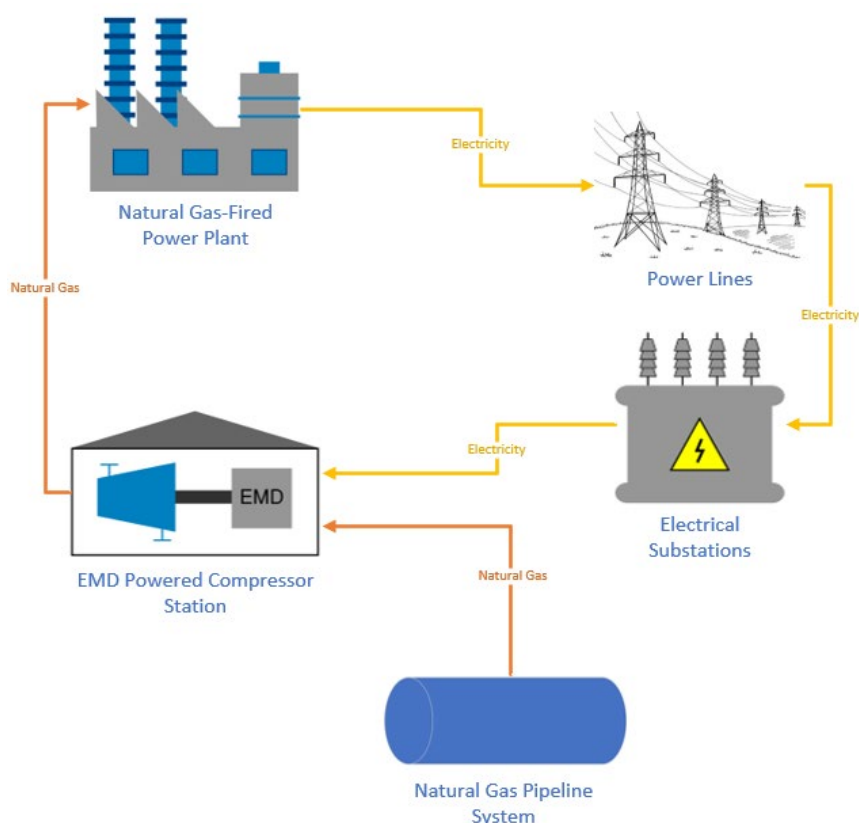 Electricity
Natural Gas-Fired
Power Plant
Power Lines
Natural Gas
Electricity
Electricity
EMD
Electrical
Substations
EMD Powered Compressor
Station
Natural Gas
Natural Gas Pipeline
System